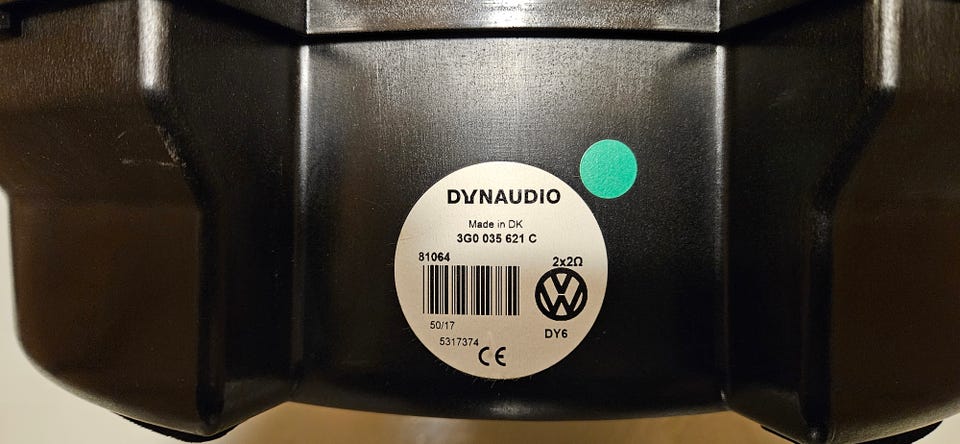 DYNAUDIO
Made in DK
3G0 035 621 C
81064
2x2Ω
50/17
DY6
5317374
CE